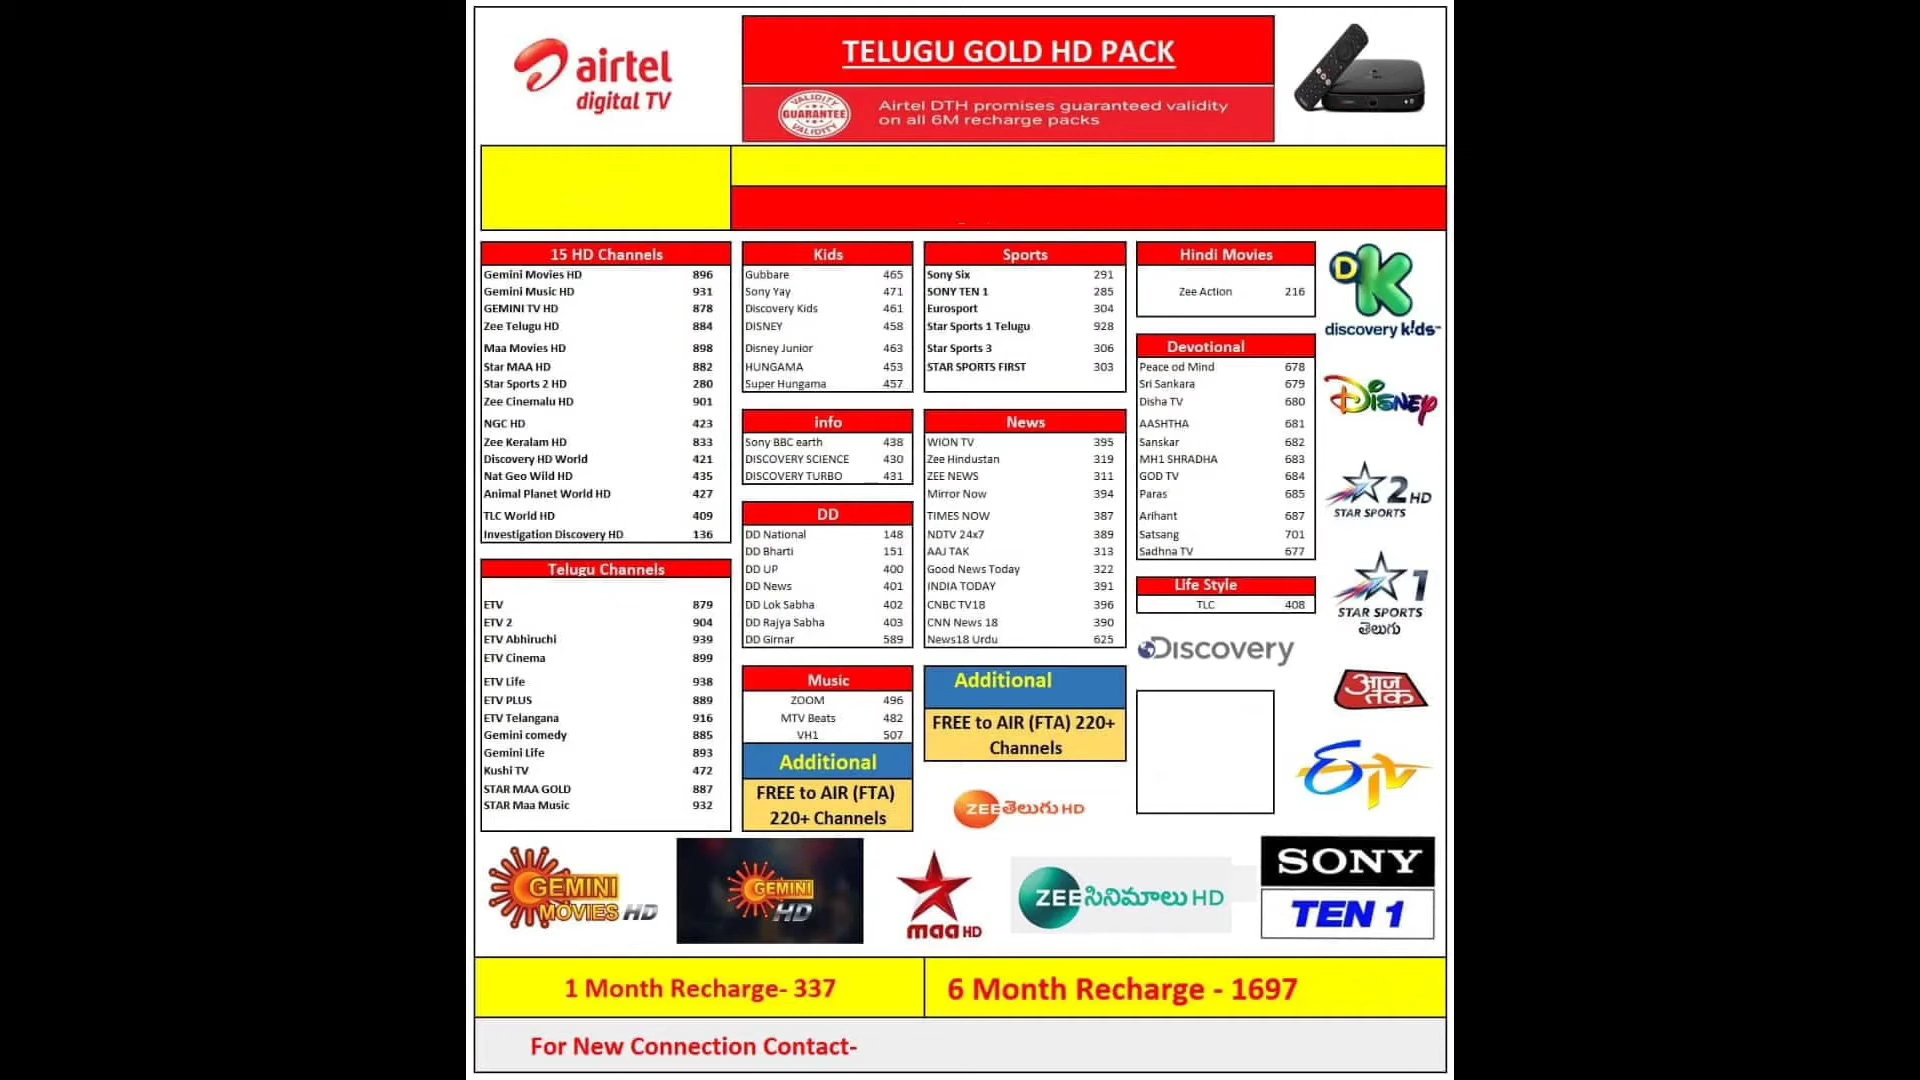 airtel
digital TV
TELUGU GOLD HD PACK
VALIDITY
GUARANTEE
VALIDITY
Airtel DTH promises guaranteed validity
on all 6M recharge packs
15 HD Channels
Gemini Movies HD 896
Gemini Music HD 931
GEMINI TV HD 878
Zee Telugu HD 884
Maa Movies HD 898
Star MAA HD 882
Star Sports 2 HD 280
Zee Cinemalu HD 901
NGC HD 423
Zee Keralam HD 833
Discovery HD World 421
Nat Geo Wild HD 435
Animal Planet World HD 427
TLC World HD 409
Investigation Discovery HD 136
Telugu Channels
ETV 879
ETV 2 904
ETV Abhiruchi 939
ETV Cinema 899
ETV Life 938
ETV PLUS 889
ETV Telangana 916
Gemini comedy 885
Gemini Life 893
Kushi TV 472
STAR MAA GOLD 887
STAR Maa Music 932
Kids
Gubbare 465
Sony Yay 471
Discovery Kids 461
DISNEY 458
Disney Junior 463
HUNGAMA 453
Super Hungama 457
info
Sony BBC earth 438
DISCOVERY SCIENCE 430
DISCOVERY TURBO 431
DD
DD National 148
DD Bharti 151
DD UP 400
DD News 401
DD Lok Sabha 402
DD Rajya Sabha 403
DD Girnar 589
Music
ZOOM 496
MTV Beats 482
VH1 507
Additional
FREE to AIR (FTA)
220+ Channels
Sports
Sony Six 291
SONY TEN 1 285
Eurosport 304
Star Sports 1 Telugu 928
Star Sports 3 306
STAR SPORTS FIRST 303
News
WION TV 395
Zee Hindustan 319
ZEE NEWS 311
Mirror Now 394
TIMES NOW 387
NDTV 24x7 389
AAJ TAK 313
Good News Today 322
INDIA TODAY 391
CNBC TV18 396
CNN News 18 390
News18 Urdu 625
Additional
FREE to AIR (FTA) 220+
Channels
ZEEతెలుగు HD
Hindi Movies
Zee Action 216
Devotional
Peace od Mind 678
Sri Sankara 679
Disha TV 680
AASHTHA 681
Sanskar 682
MH1 SHRADHA 683
GOD TV 684
Paras 685
Arihant 687
Satsang 701
Sadhna TV 677
Life Style
TLC 408
Discovery
DK
discovery k!ds™
Disney
2 HD
STAR SPORTS
1
STAR SPORTS
తెలుగు
आज
तक
ETV
GEMINI
MOVIES HD
GEMINI
HD
maa HD
ZEEసినిమాలు HD
SONY
TEN 1
1 Month Recharge- 337
6 Month Recharge - 1697
For New Connection Contact-